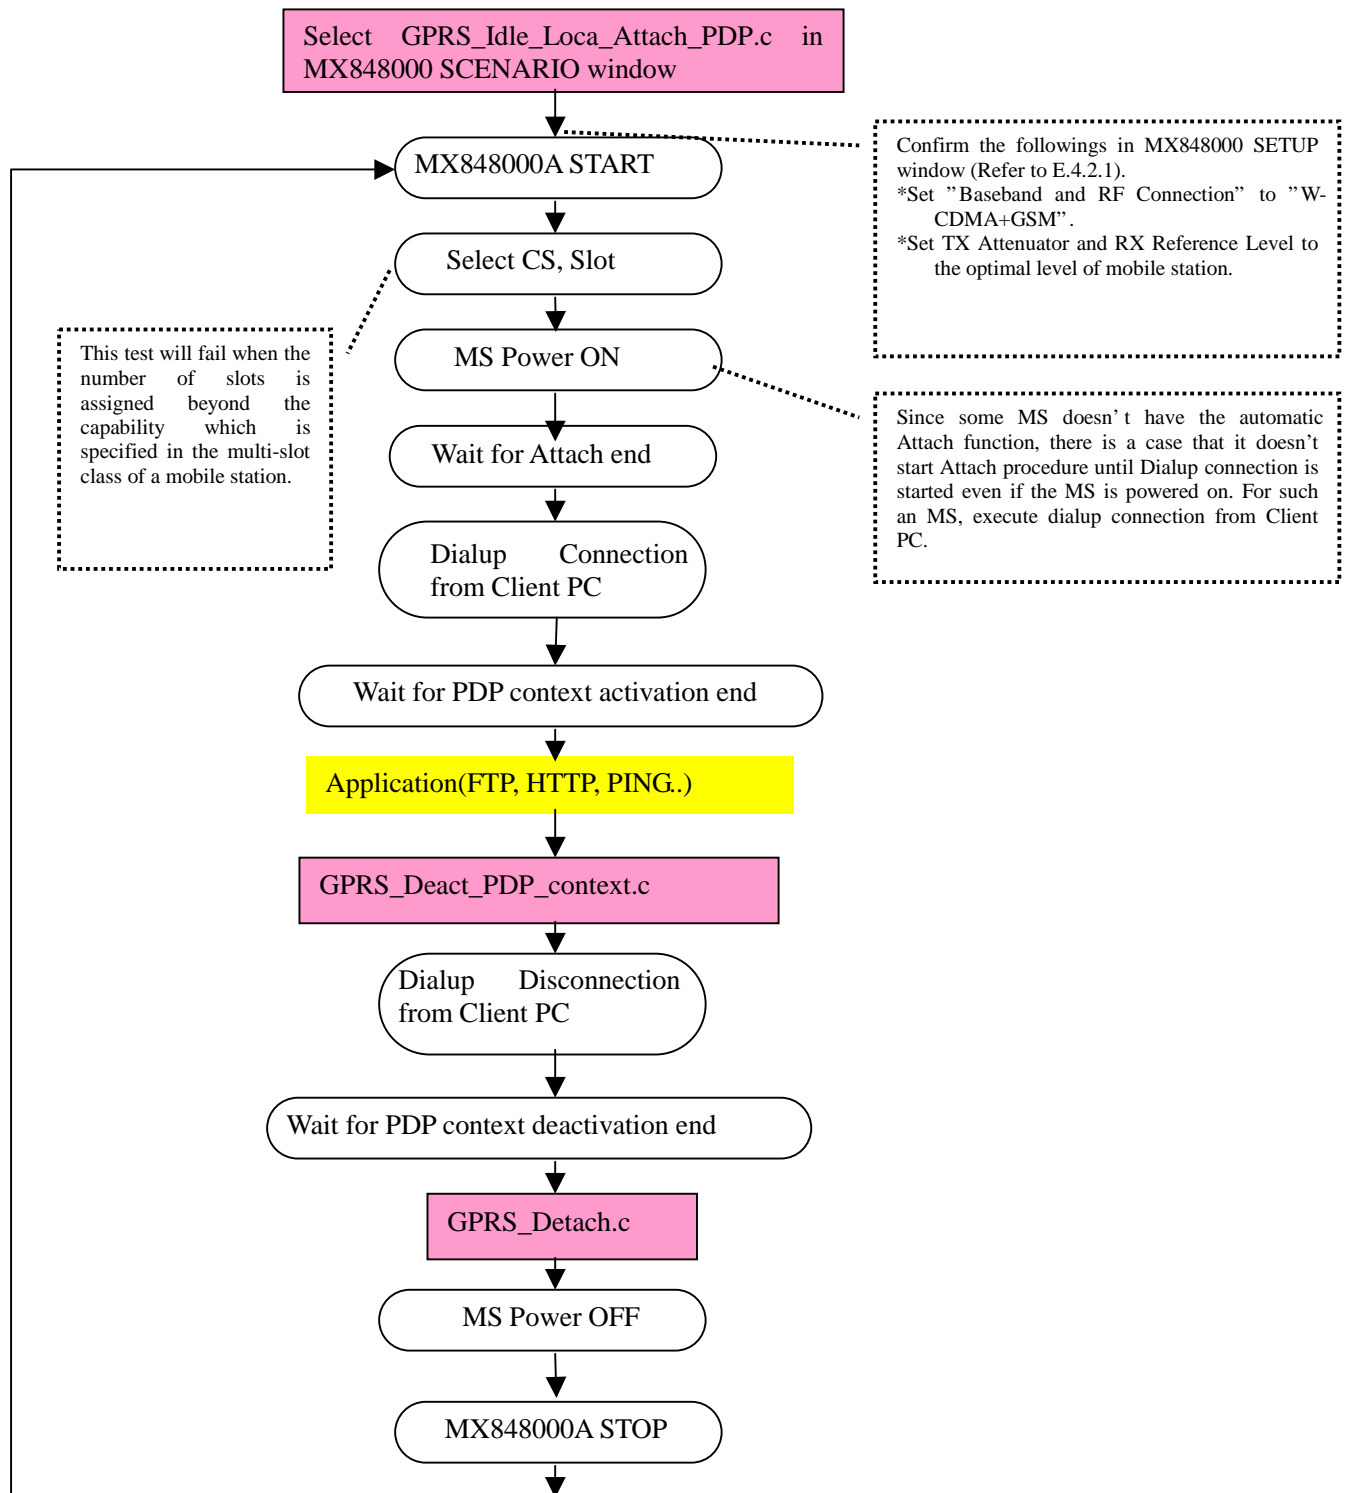 Select GPRS_Idle_Loca_Attach_PDP.c in
MX848000 SCENARIO window
MX848000A START
Confirm the followings in MX848000 SETUP
window (Refer to E.4.2.1).
*Set ”Baseband and RF Connection” to ”W-
CDMA+GSM”.
*Set TX Attenuator and RX Reference Level to
the optimal level of mobile station.
Select CS, Slot
This test will fail when the
number of slots is
assigned beyond the
capability which is
specified in the multi-slot
class of a mobile station.
MS Power ON
Since some MS doesn’t have the automatic
Attach function, there is a case that it doesn’t
start Attach procedure until Dialup connection is
started even if the MS is powered on. For such
an MS, execute dialup connection from Client
PC.
Wait for Attach end
Dialup Connection
from Client PC
Wait for PDP context activation end
Application(FTP, HTTP, PING..)
GPRS_Deact_PDP_context.c
Dialup Disconnection
from Client PC
Wait for PDP context deactivation end
GPRS_Detach.c
MS Power OFF
MX848000A STOP